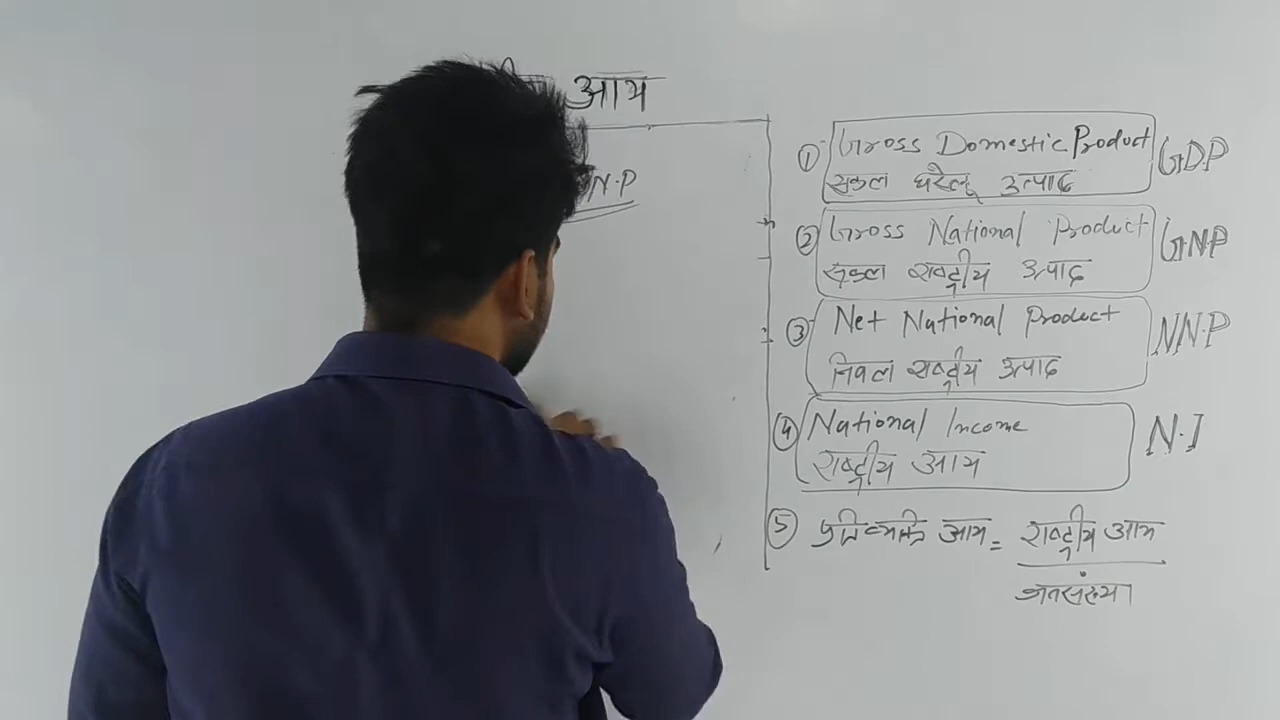 आय
N.P
① Gross Domestic Product GDP
सकल घरेलू उत्पाद
② Gross National Product GNP
सकल राष्ट्रीय उत्पाद
③ Net National Product NN.P
निवल राष्ट्रीय उत्पाद
④ National Income N.I
राष्ट्रीय आय
⑤ प्रतिव्यक्ति आय = राष्ट्रीय आय
जनसंख्या